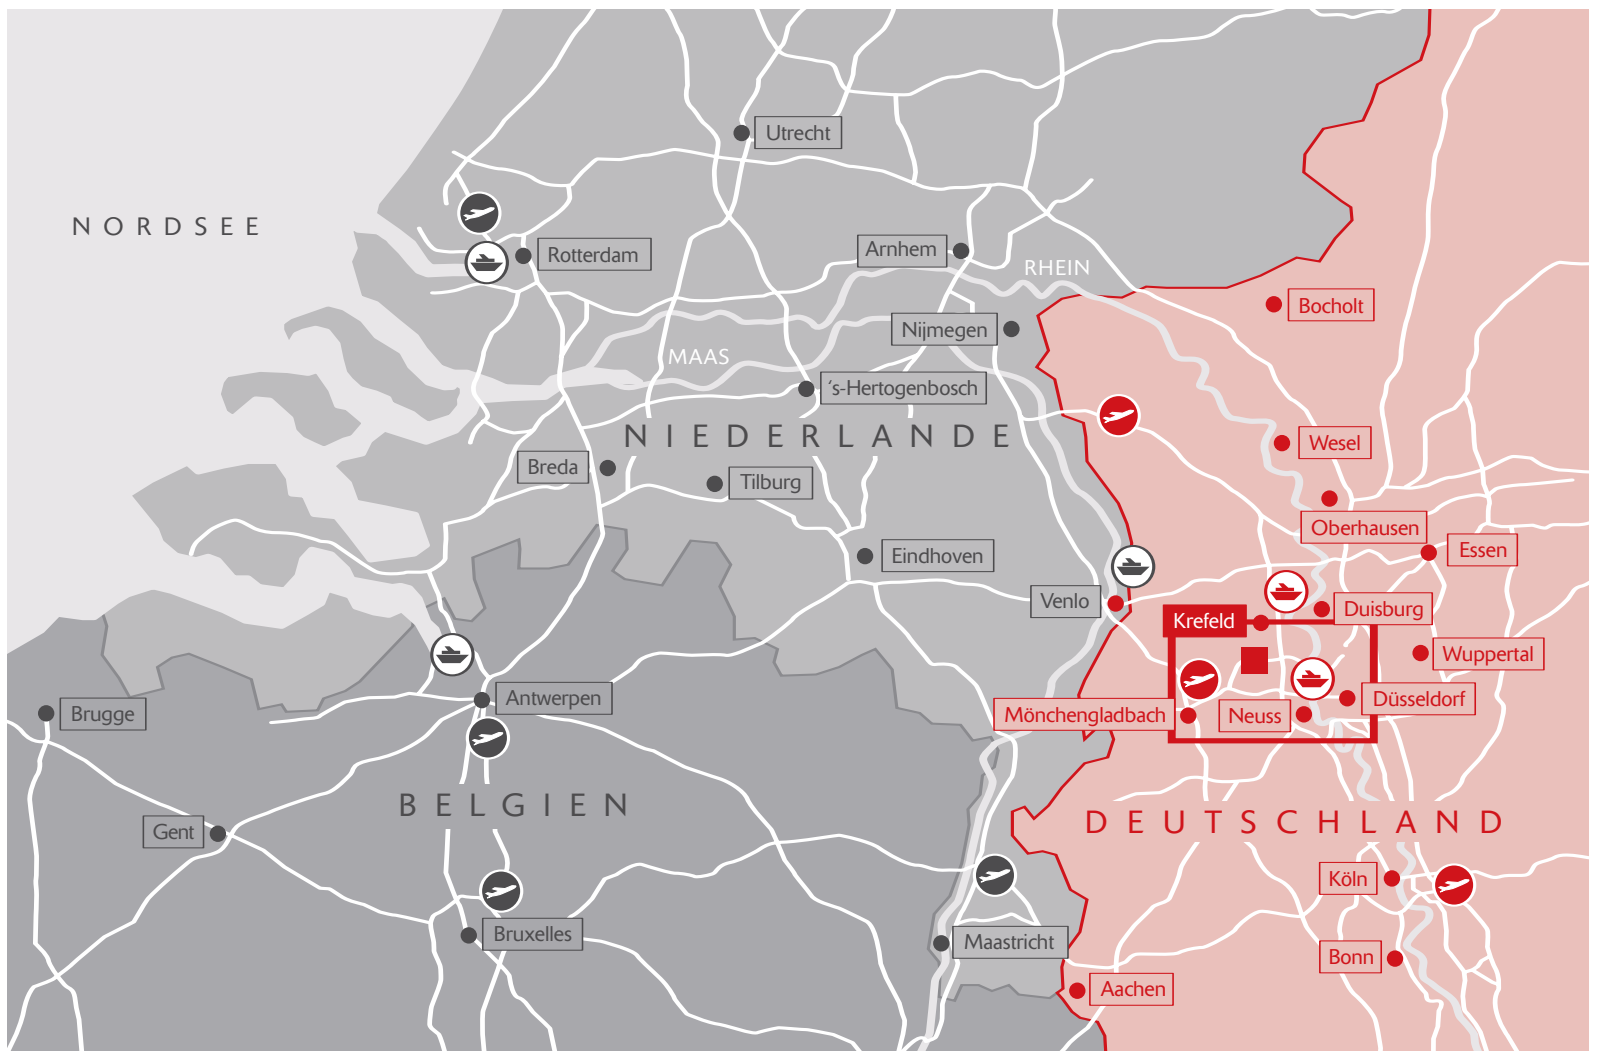 Utrecht
NORDSEE
Rotterdam
Arnhem
RHEIN
Bocholt
Nijmegen
MAAS
‘s-Hertogenbosch
NIEDERLANDE
Wesel
Breda
Tilburg
Oberhausen
Essen
Eindhoven
Venlo
Duisburg
Krefeld
Wuppertal
Antwerpen
Düsseldorf
Brugge
Mönchengladbach
Neuss
BELGIEN
DEUTSCHLAND
Gent
Köln
Bruxelles
Maastricht
Bonn
Aachen